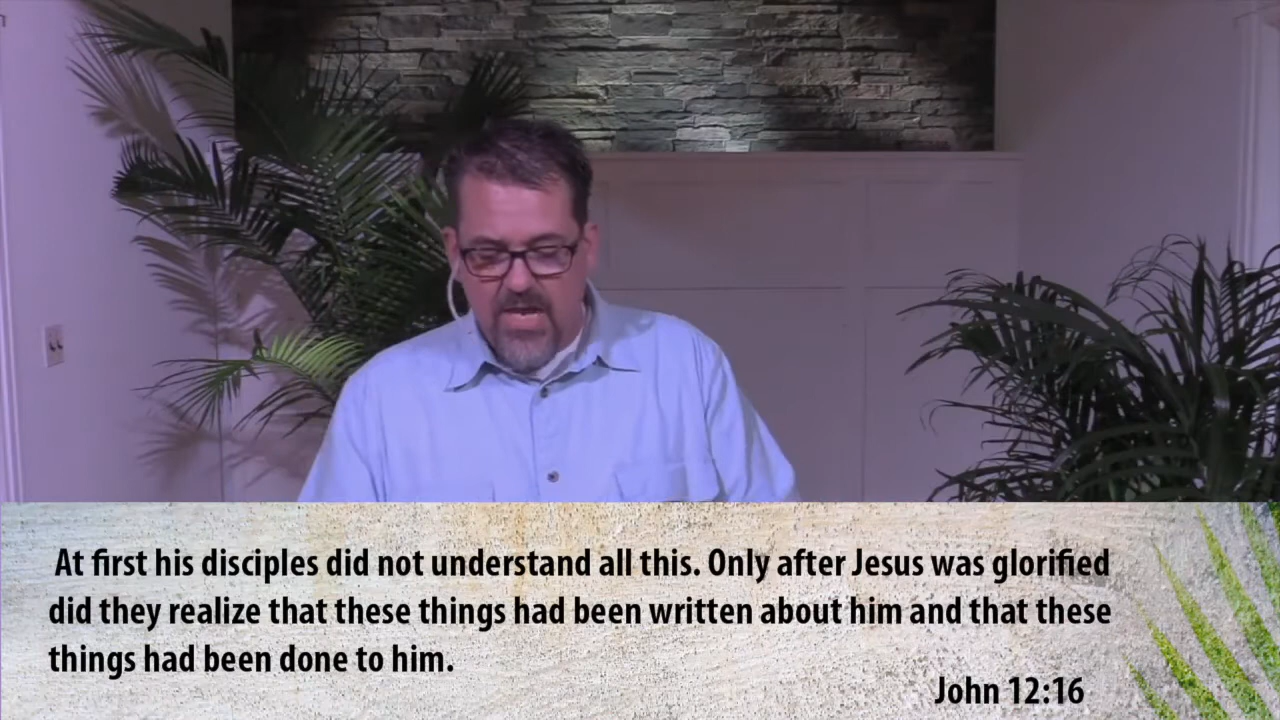 At first his disciples did not understand all this. Only after Jesus was glorified
did they realize that these things had been written about him and that these
things had been done to him.
John 12:16